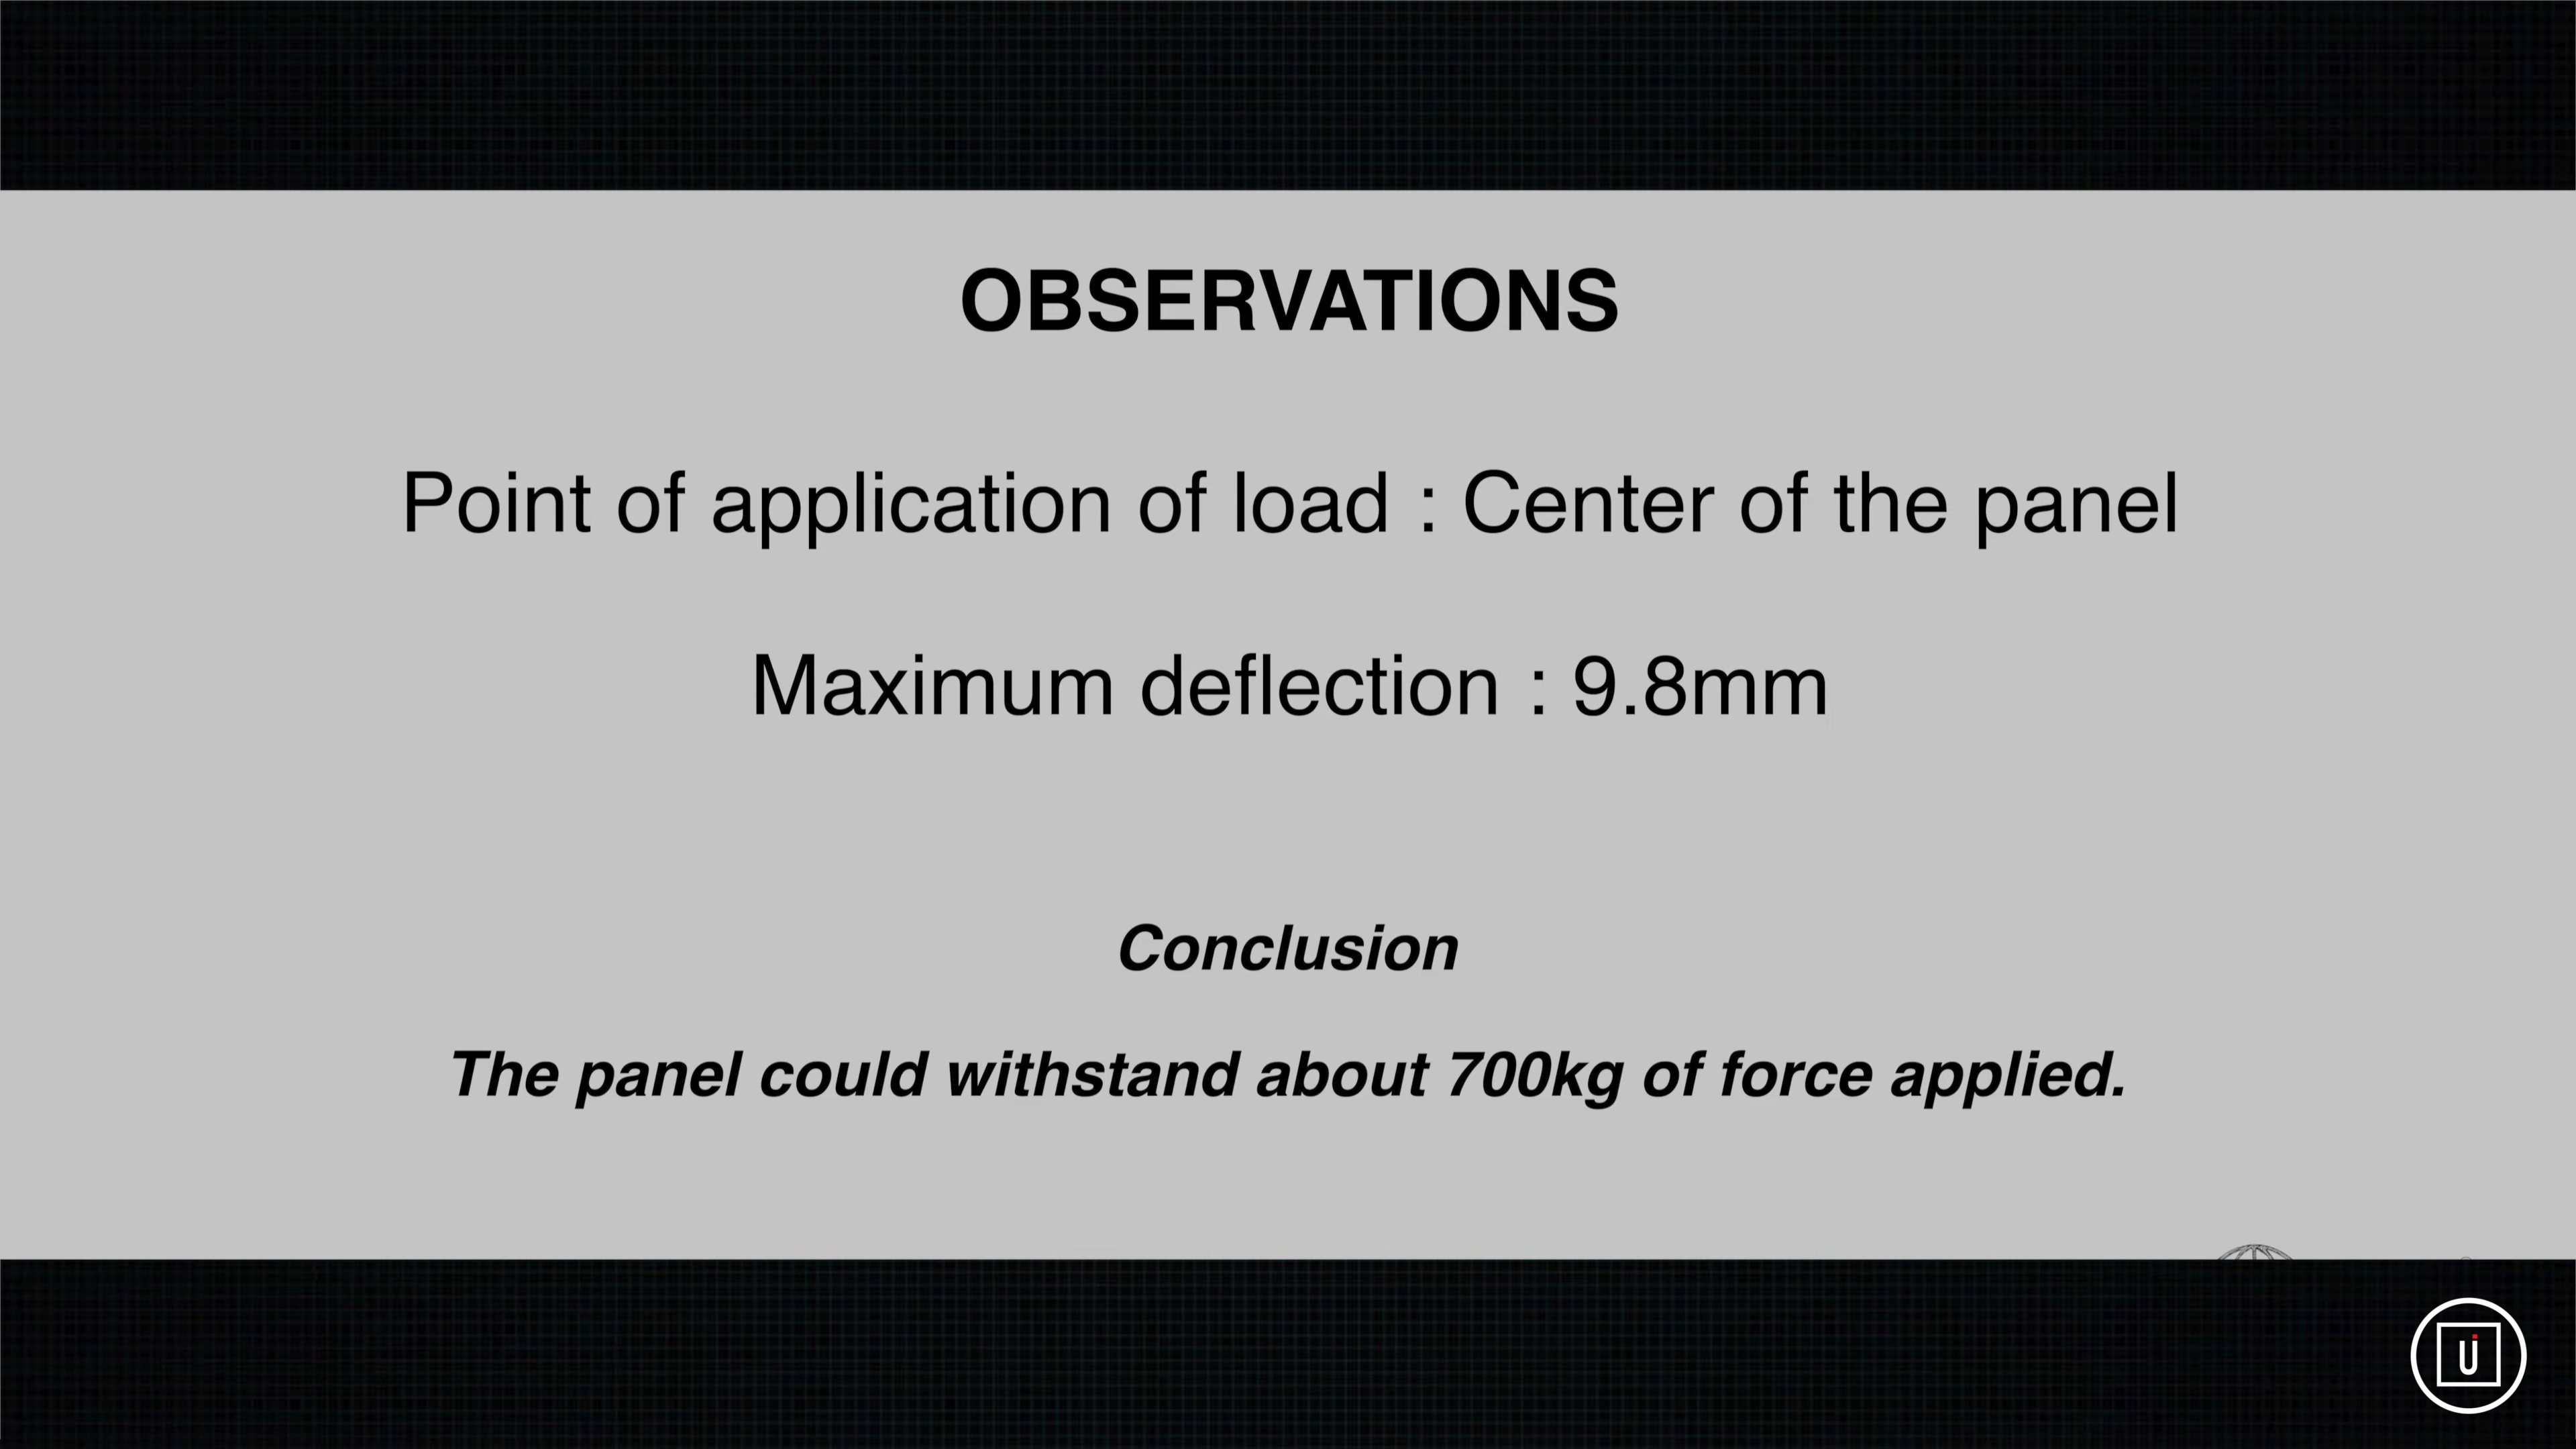 OBSERVATIONS
Point of application of load : Center of the panel
Maximum deflection : 9.8mm
Conclusion
The panel could withstand about 700kg of force applied.
Ui